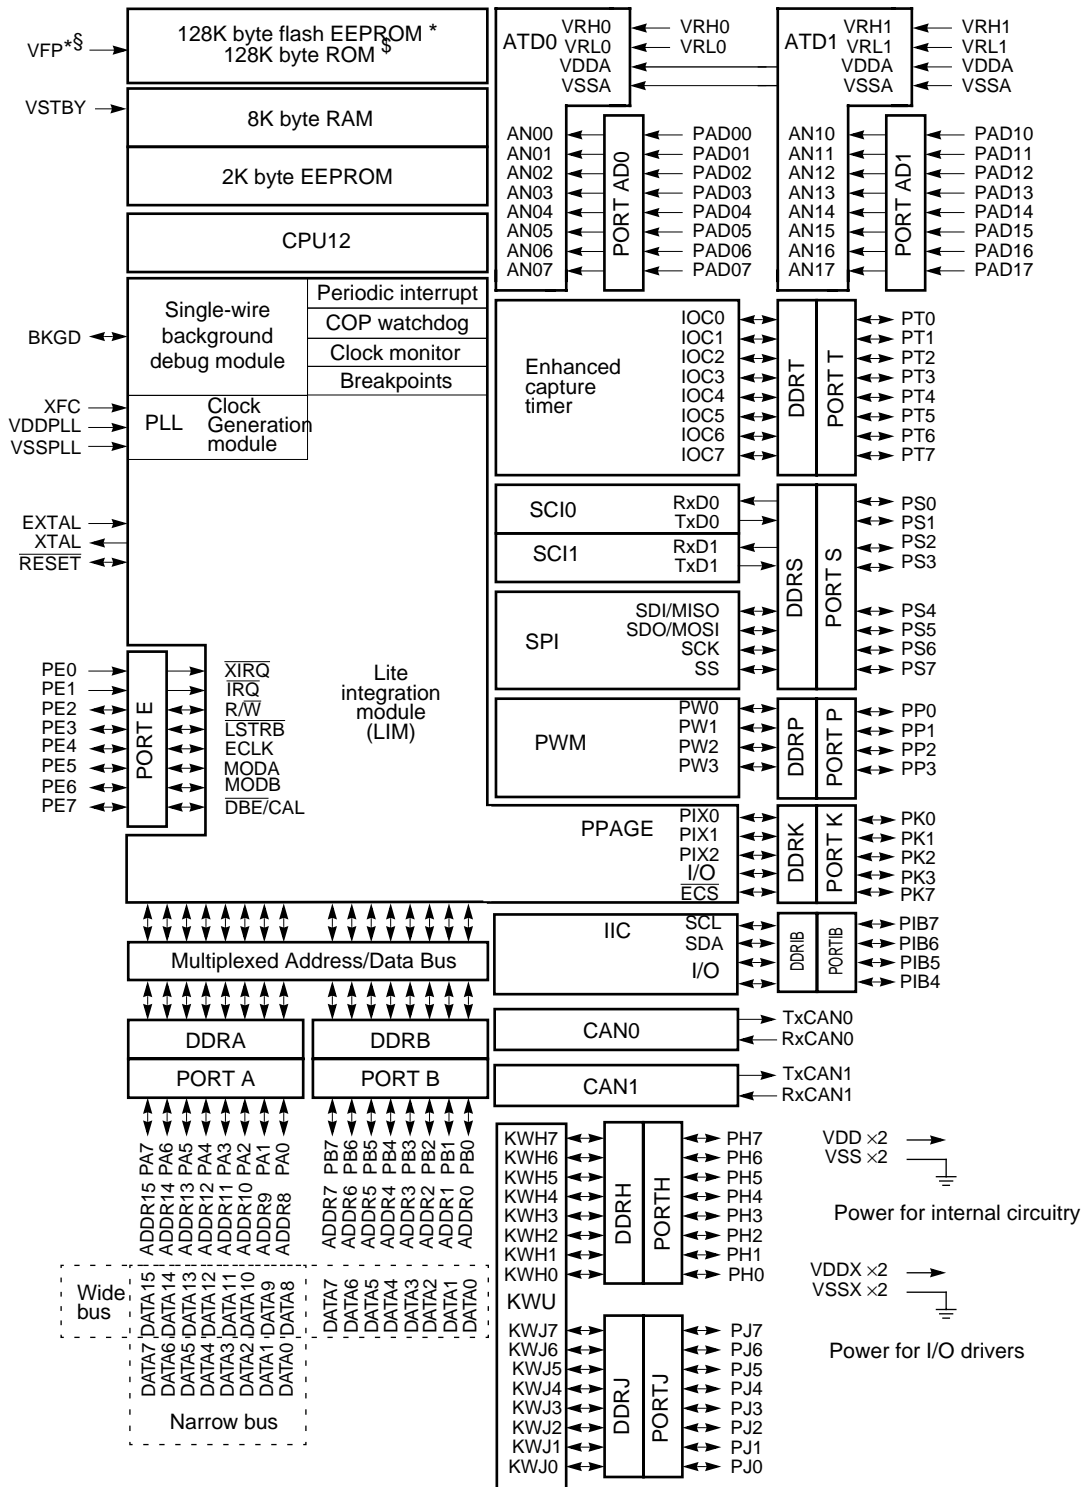 128K byte flash EEPROM *
128K byte ROM $
VFP*§
VSTBY
8K byte RAM
2K byte EEPROM
CPU12
Single-wire
background
debug module
Periodic interrupt
COP watchdog
Clock monitor
Breakpoints
BKGD
XFC
VDDPLL
VSSPLL
PLL
Clock
Generation
module
EXTAL
XTAL
RESET
PE0
PE1
PE2
PE3
PE4
PE5
PE6
PE7
PORT E
XIRQ
IRQ
R/W
LSTRB
ECLK
MODA
MODB
DBE/CAL
Lite
integration
module
(LIM)
PPAGE
PIX0
PIX1
PIX2
I/O
ECS
DDRK
PORT K
PK0
PK1
PK2
PK3
PK7
Multiplexed Address/Data Bus
DDRA
DDRB
PORT A
PORT B
PA7
PA6
PA5
PA4
PA3
PA2
PA1
PA0
PB7
PB6
PB5
PB4
PB3
PB2
PB1
PB0
ADDR15
ADDR14
ADDR13
ADDR12
ADDR11
ADDR10
ADDR9
ADDR8
ADDR7
ADDR6
ADDR5
ADDR4
ADDR3
ADDR2
ADDR1
ADDR0
Wide
bus
DATA15
DATA14
DATA13
DATA12
DATA11
DATA10
DATA9
DATA8
DATA7
DATA6
DATA5
DATA4
DATA3
DATA2
DATA1
DATA0
DATA7
DATA6
DATA5
DATA4
DATA3
DATA2
DATA1
DATA0
Narrow bus
ATD0
VRH0
VRL0
VDDA
VSSA
VRH0
VRL0
AN00
AN01
AN02
AN03
AN04
AN05
AN06
AN07
PORT AD0
PAD00
PAD01
PAD02
PAD03
PAD04
PAD05
PAD06
PAD07
ATD1
VRH1
VRL1
VDDA
VSSA
VRH1
VRL1
VDDA
VSSA
AN10
AN11
AN12
AN13
AN14
AN15
AN16
AN17
PORT AD1
PAD10
PAD11
PAD12
PAD13
PAD14
PAD15
PAD16
PAD17
Enhanced
capture
timer
IOC0
IOC1
IOC2
IOC3
IOC4
IOC5
IOC6
IOC7
DDRT
PORT T
PT0
PT1
PT2
PT3
PT4
PT5
PT6
PT7
SCI0
RxD0
TxD0
SCI1
RxD1
TxD1
SPI
SDI/MISO
SDO/MOSI
SCK
SS
DDRS
PORT S
PS0
PS1
PS2
PS3
PS4
PS5
PS6
PS7
PWM
PW0
PW1
PW2
PW3
DDRP
PORT P
PP0
PP1
PP2
PP3
IIC
SCL
SDA
I/O
DDRIB
PORTIB
PIB7
PIB6
PIB5
PIB4
CAN0
TxCAN0
RxCAN0
CAN1
TxCAN1
RxCAN1
KWH7
KWH6
KWH5
KWH4
KWH3
KWH2
KWH1
KWH0
DDRH
PORTH
PH7
PH6
PH5
PH4
PH3
PH2
PH1
PH0
KWU
KWJ7
KWJ6
KWJ5
KWJ4
KWJ3
KWJ2
KWJ1
KWJ0
DDRJ
PORTJ
PJ7
PJ6
PJ5
PJ4
PJ3
PJ2
PJ1
PJ0
VDD ×2
VSS ×2
Power for internal circuitry
VDDX ×2
VSSX ×2
Power for I/O drivers